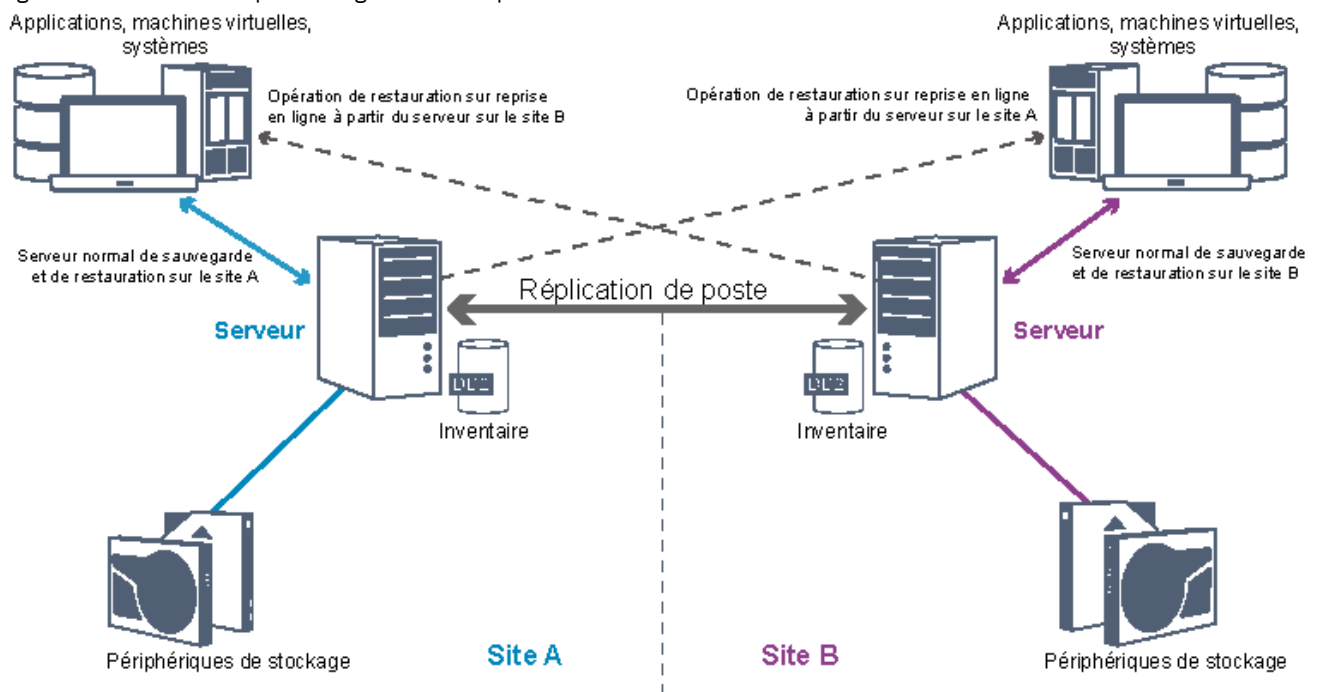 Applications, machines virtuelles,
systèmes
Applications, machines virtuelles,
systèmes
Opération de restauration sur reprise
en ligne à partir du serveur sur le site B
Opération de restauration sur reprise en ligne
à partir du serveur sur le site A
Serveur normal de sauvegarde
et de restauration sur le site A
Serveur normal de sauvegarde
et de restauration sur le site B
Réplication de poste
Serveur
Serveur
DB2
DB2
Inventaire
Inventaire
Site A
Site B
Périphériques de stockage
Périphériques de stockage